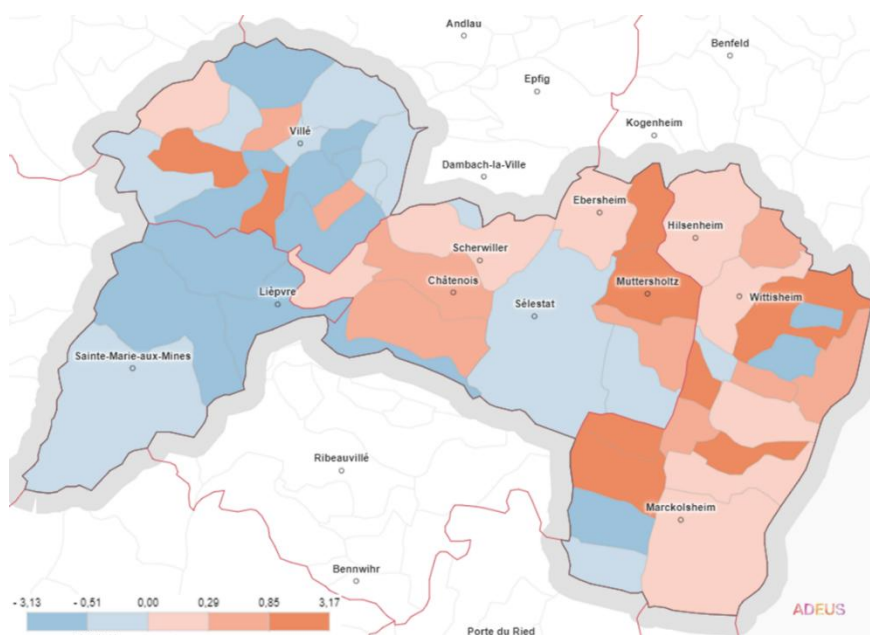 Andlau
Benfeld
Epfig
Kogenheim
Villé
Dambach-la-Ville
Ebersheim
Hilsenheim
Scherwiller
Châtenois
Muttersholtz
Wittisheim
Lièpvre
Sélestat
Sainte-Marie-aux-Mines
Ribeauvillé
Marckolsheim
Bennwihr
- 3,13 - 0,51 0,00 0,29 0,85 3,17
ADEUS
Porte du Ried